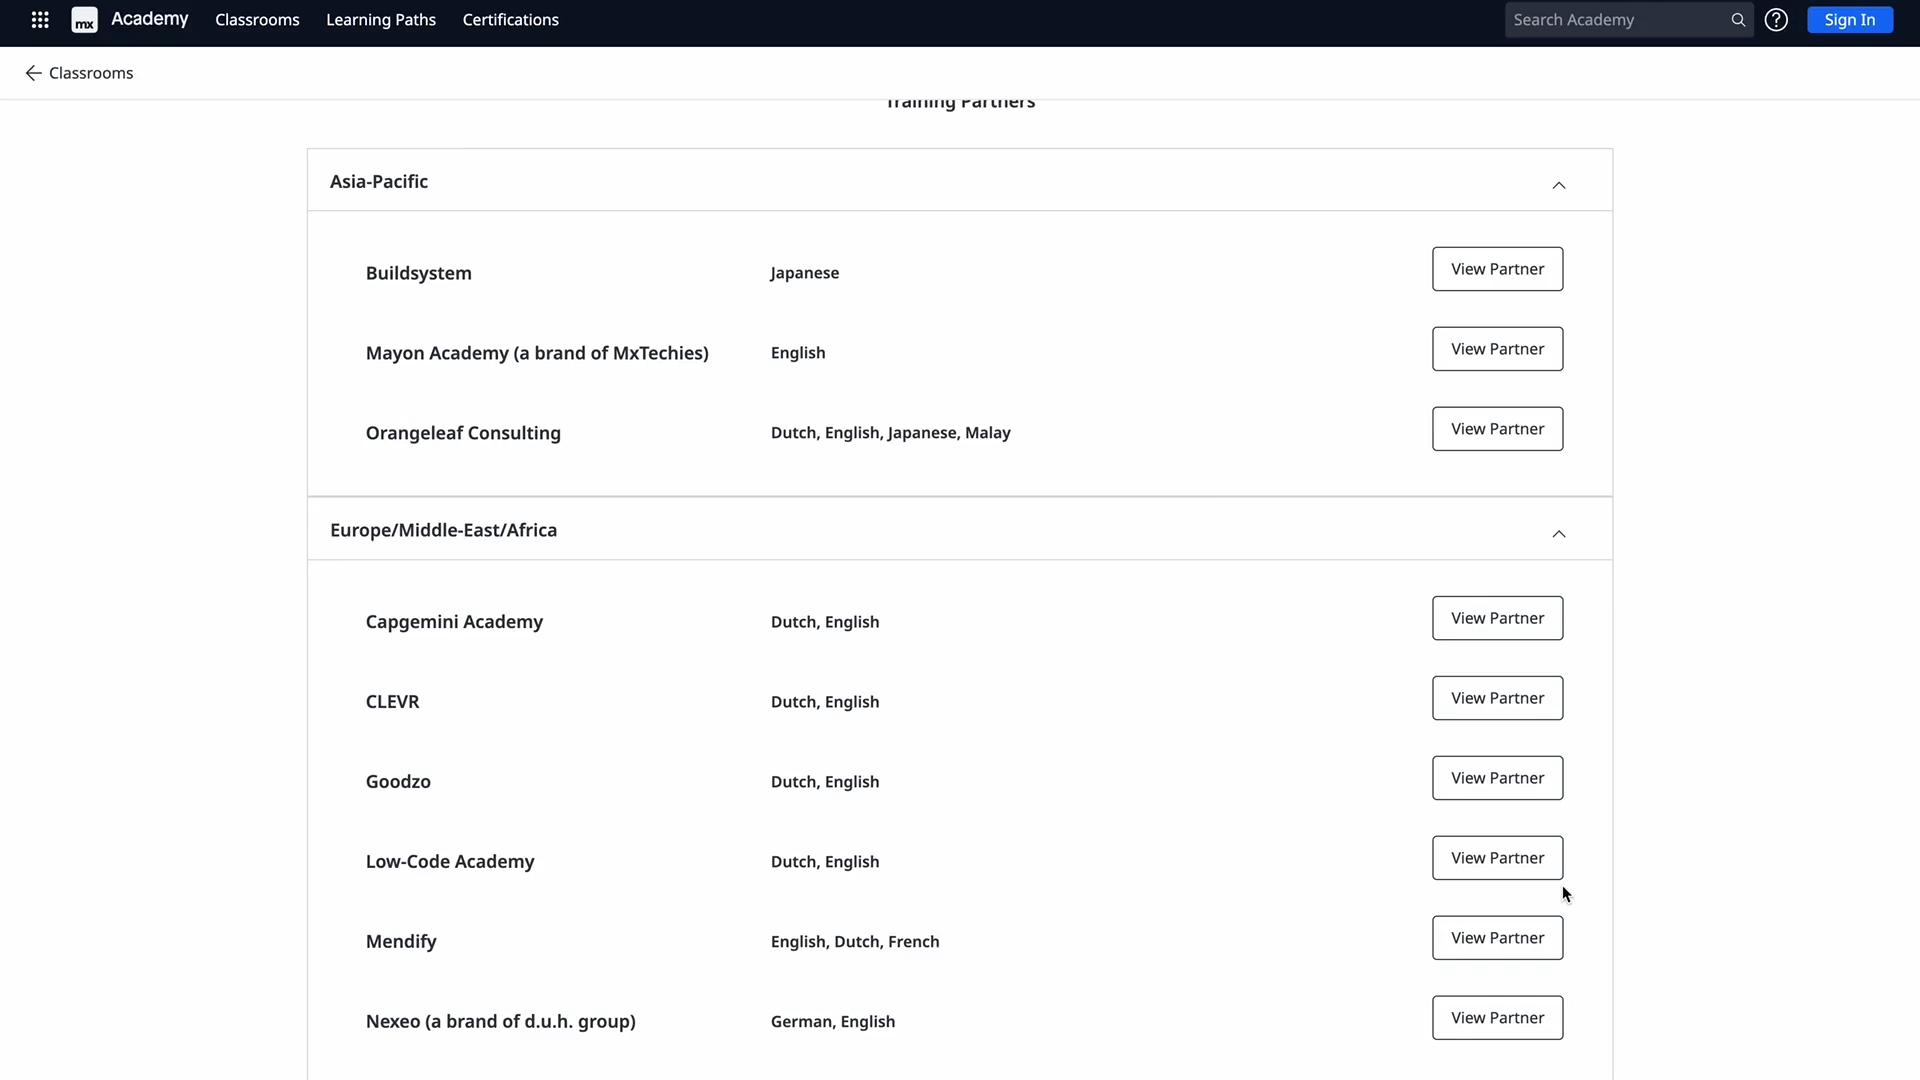 mx Academy Classrooms Learning Paths Certifications Search Academy ? Sign In
Classrooms
Training Partners
Asia-Pacific
Buildsystem Japanese View Partner
Mayon Academy (a brand of MxTechies) English View Partner
Orangeleaf Consulting Dutch, English, Japanese, Malay View Partner
Europe/Middle-East/Africa
Capgemini Academy Dutch, English View Partner
CLEVR Dutch, English View Partner
Goodzo Dutch, English View Partner
Low-Code Academy Dutch, English View Partner
Mendify English, Dutch, French View Partner
Nexeo (a brand of d.u.h. group) German, English View Partner